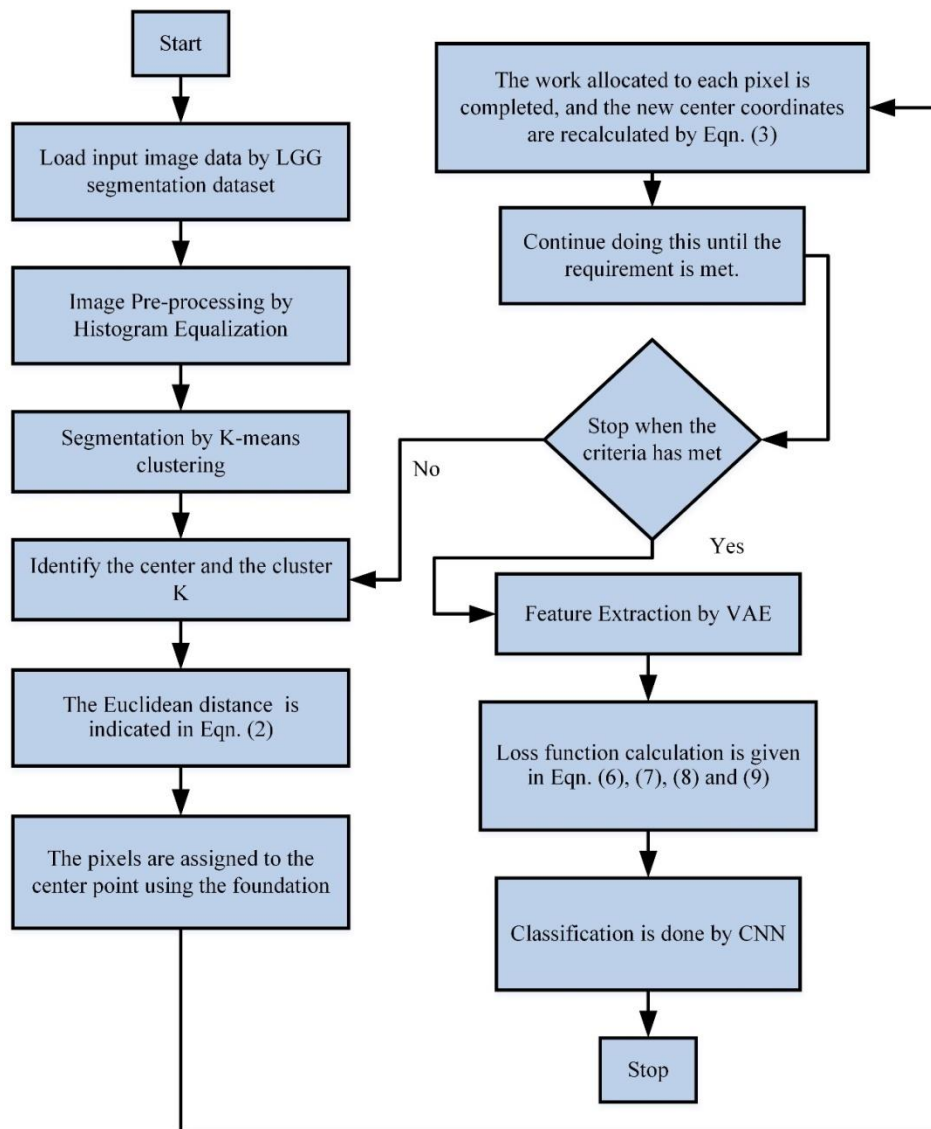 Start
Load input image data by LGG
segmentation dataset
Image Pre-processing by
Histogram Equalization
Segmentation by K-means
clustering
Identify the center and the cluster
K
The Euclidean distance is
indicated in Eqn. (2)
The pixels are assigned to the
center point using the foundation
The work allocated to each pixel is
completed, and the new center coordinates
are recalculated by Eqn. (3)
Continue doing this until the
requirement is met.
Stop when the
criteria has met
No
Yes
Feature Extraction by VAE
Loss function calculation is given
in Eqn. (6), (7), (8) and (9)
Classification is done by CNN
Stop